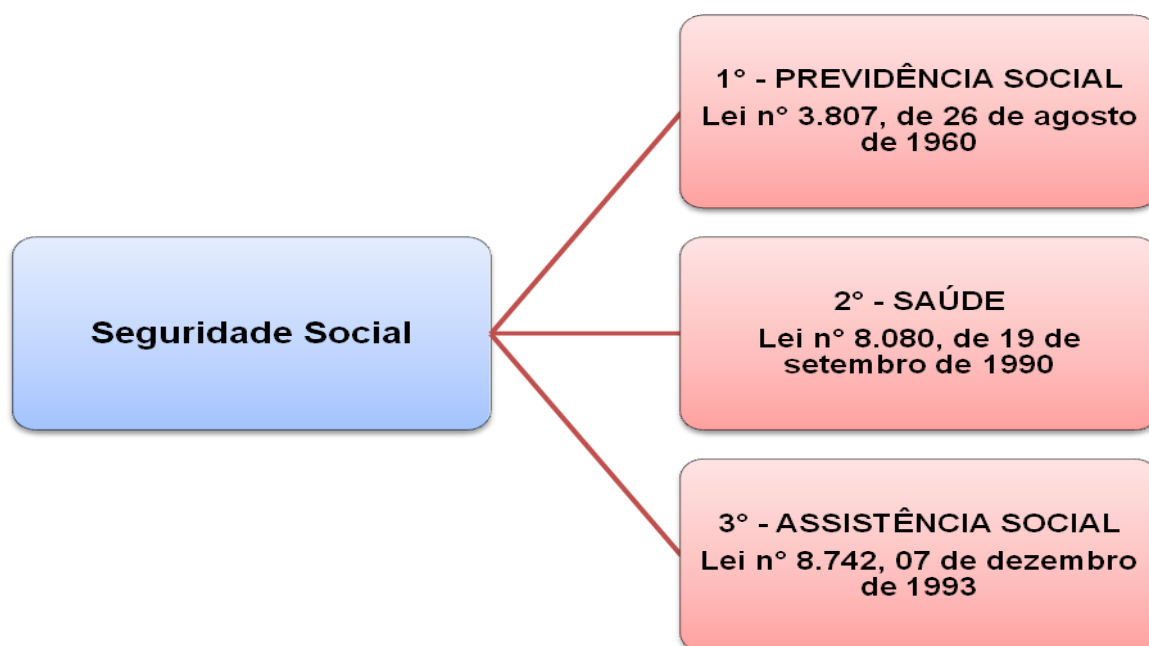 1° - PREVIDÊNCIA SOCIAL
Lei n° 3.807, de 26 de agosto
de 1960
Seguridade Social
2° - SAÚDE
Lei n° 8.080, de 19 de
setembro de 1990
3° - ASSISTÊNCIA SOCIAL
Lei n° 8.742, 07 de dezembro
de 1993